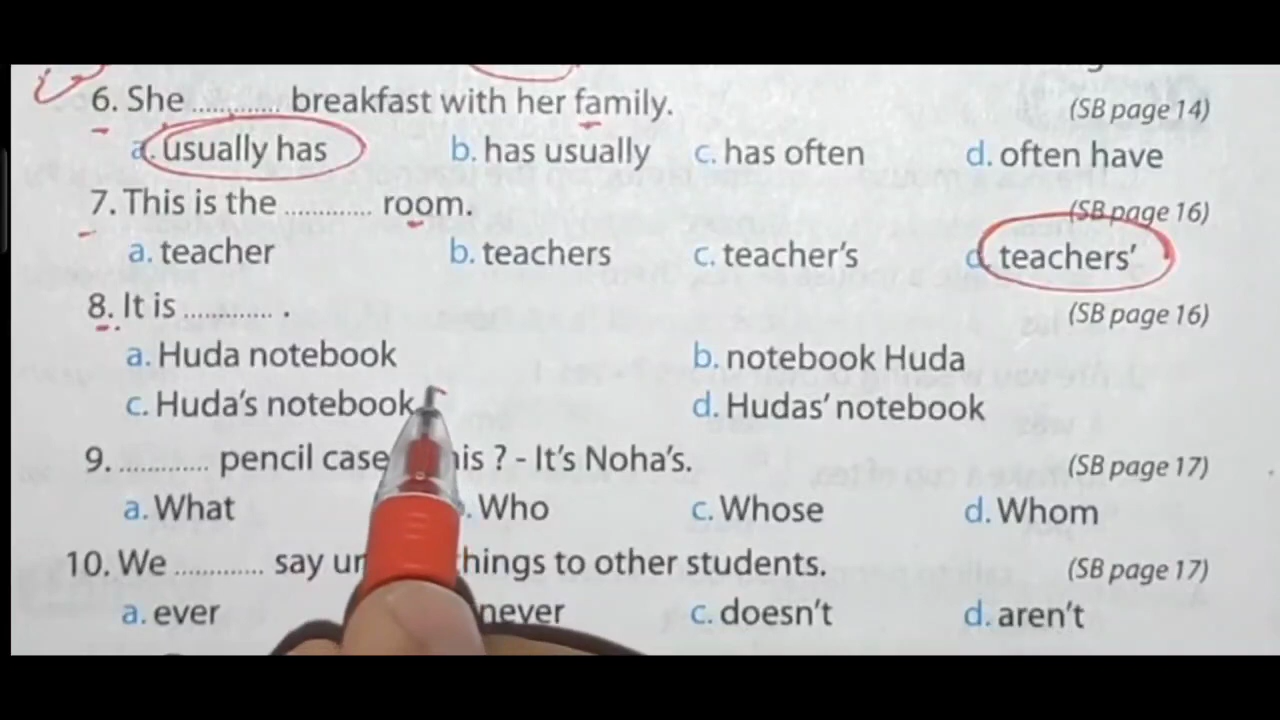 6. She ............ breakfast with her family. (SB page 14)
a. usually has b. has usually c. has often d. often have
7. This is the ........... room. (SB page 16)
a. teacher b. teachers c. teacher's d. teachers'
8. It is ............ . (SB page 16)
a. Huda notebook b. notebook Huda
c. Huda's notebook d. Hudas' notebook
9. ............ pencil case ? - It's Noha's. (SB page 17)
a. What Who c. Whose d. Whom
10. We ............ say things to other students. (SB page 17)
a. ever never c. doesn't d. aren't